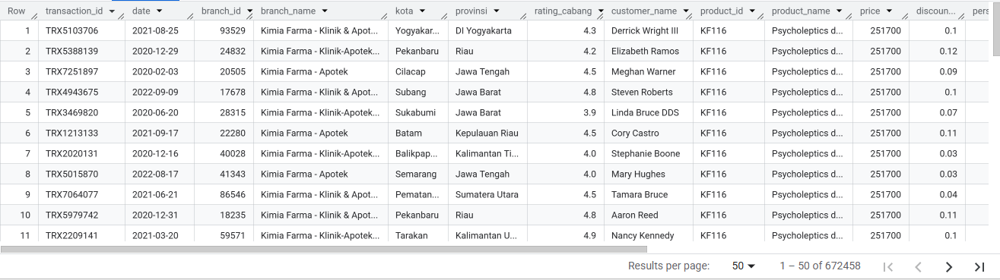 Row transaction_id date branch_id branch_name kota provinsi rating_cabang customer_name product_id product_name price discoun... pers
1 TRX5103706 2021-08-25 93529 Kimia Farma - Klinik & Apot... Yogyakar... DI Yogyakarta 4.3 Derrick Wright III KF116 Psycholeptics d... 251700 0.1
2 TRX5388139 2020-12-29 24832 Kimia Farma - Klinik-Apotek... Pekanbaru Riau 4.2 Elizabeth Ramos KF116 Psycholeptics d... 251700 0.12
3 TRX7251897 2020-02-03 20505 Kimia Farma - Apotek Cilacap Jawa Tengah 4.5 Meghan Warner KF116 Psycholeptics d... 251700 0.09
4 TRX4943675 2022-09-09 17678 Kimia Farma - Klinik & Apot... Subang Jawa Barat 4.8 Steven Roberts KF116 Psycholeptics d... 251700 0.1
5 TRX3469820 2020-06-20 28315 Kimia Farma - Klinik-Apotek... Sukabumi Jawa Barat 3.9 Linda Bruce DDS KF116 Psycholeptics d... 251700 0.07
6 TRX1213133 2021-09-17 22280 Kimia Farma - Apotek Batam Kepulauan Riau 4.5 Cory Castro KF116 Psycholeptics d... 251700 0.11
7 TRX2020131 2020-12-16 40028 Kimia Farma - Klinik-Apotek... Balikpap... Kalimantan Ti... 4.0 Stephanie Boone KF116 Psycholeptics d... 251700 0.03
8 TRX5015870 2022-08-17 41343 Kimia Farma - Apotek Semarang Jawa Tengah 4.0 Mary Hughes KF116 Psycholeptics d... 251700 0.03
9 TRX7064077 2021-06-21 86546 Kimia Farma - Klinik & Apot... Pematan... Sumatera Utara 4.5 Tamara Bruce KF116 Psycholeptics d... 251700 0.04
10 TRX5979742 2020-12-31 18235 Kimia Farma - Klinik & Apot... Pekanbaru Riau 4.8 Aaron Reed KF116 Psycholeptics d... 251700 0.11
11 TRX2209141 2021-03-20 59571 Kimia Farma - Klinik-Apotek... Tarakan Kalimantan U... 4.9 Nancy Kennedy KF116 Psycholeptics d... 251700 0.1
Results per page: 50 1 – 50 of 672458